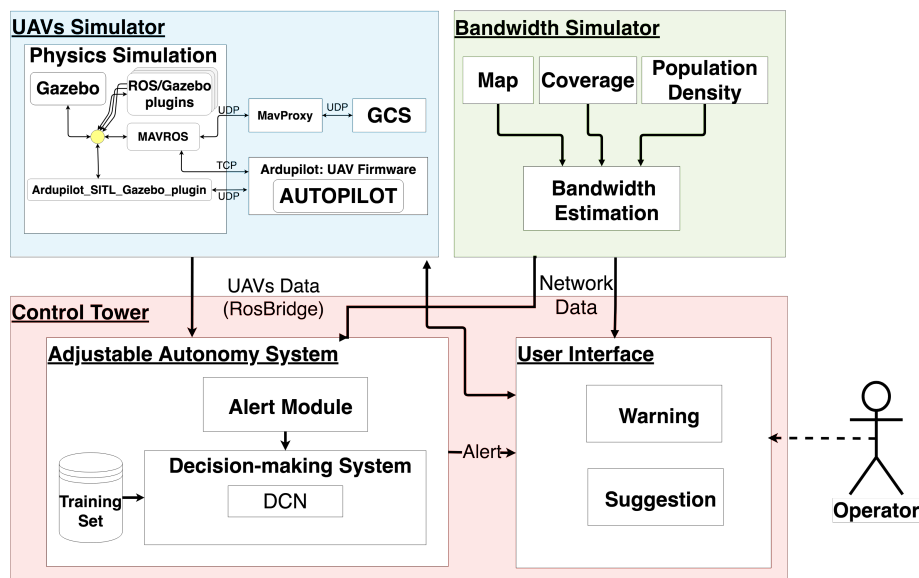 UAVs Simulator
Physics Simulation
Gazebo
ROS/Gazebo
plugins
MAVROS
Ardupilot_SITL_Gazebo_plugin
UDP
MavProxy
UDP
GCS
TCP
UDP
Ardupilot: UAV Firmware
AUTOPILOT
Bandwidth Simulator
Map
Coverage
Population
Density
Bandwidth
Estimation
UAVs Data
(RosBridge)
Network
Data
Control Tower
Adjustable Autonomy System
Alert Module
Decision-making System
DCN
Training
Set
Alert
User Interface
Warning
Suggestion
Operator